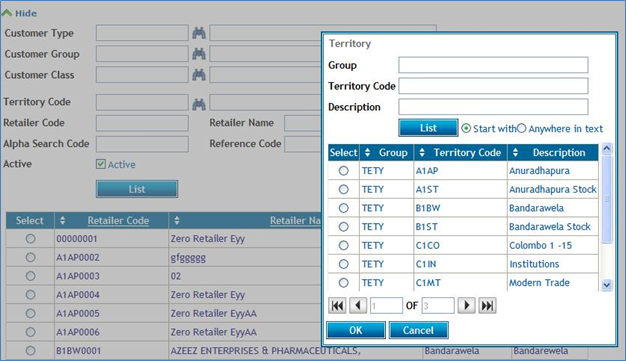 Hide
Customer Type
Customer Group
Customer Class
Territory Code
Retailer Code Retailer Name
Alpha Search Code Reference Code
Active Active
List
Select Retailer Code Retailer Na
00000001 Zero Retailer Eyy
A1AP0002 gfggggg
A1AP0003 02
A1AP0004 Zero Retailer Eyy
A1AP0005 Zero Retailer EyyAA
A1AP0006 Zero Retailer EyyAA
B1BW0001 AZEEZ ENTERPRISES & PHARMACEUTICALS, Bandarawela Bandarewela
Territory
Group
Territory Code
Description
List Start with Anywhere in text
Select Group Territory Code Description
TETY A1AP Anuradhapura
TETY A1ST Anuradhapura Stock
TETY B1BW Bandarawela
TETY B1ST Bandarawela Stock
TETY C1CO Colombo 1 -15
TETY C1IN Institutions
TETY C1MT Modern Trade
1 OF 3
OK Cancel